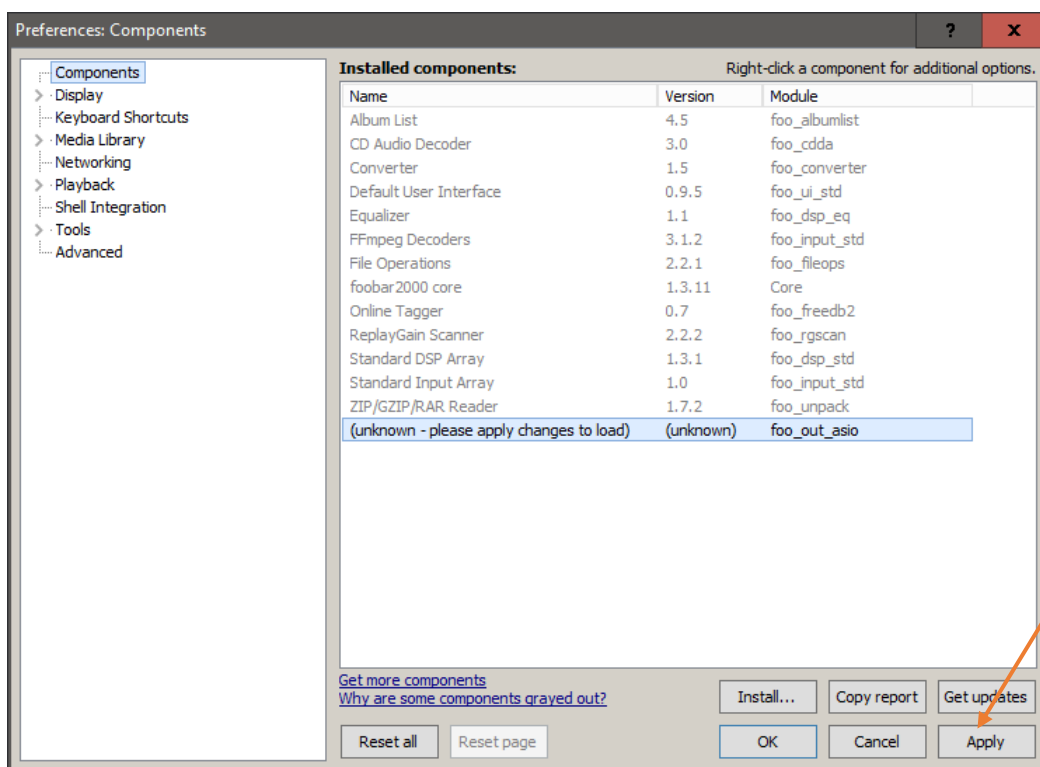 Preferences: Components
? x
Components
Display
Keyboard Shortcuts
Media Library
Networking
Playback
Shell Integration
Tools
Advanced
Installed components: Right-click a component for additional options.
Name Version Module
Album List 4.5 foo_albumlist
CD Audio Decoder 3.0 foo_cdda
Converter 1.5 foo_converter
Default User Interface 0.9.5 foo_ui_std
Equalizer 1.1 foo_dsp_eq
FFmpeg Decoders 3.1.2 foo_input_std
File Operations 2.2.1 foo_fileops
foobar2000 core 1.3.11 Core
Online Tagger 0.7 foo_freedb2
ReplayGain Scanner 2.2.2 foo_rgscan
Standard DSP Array 1.3.1 foo_dsp_std
Standard Input Array 1.0 foo_input_std
ZIP/GZIP/RAR Reader 1.7.2 foo_unpack
(unknown - please apply changes to load) (unknown) foo_out_asio
Get more components
Why are some components grayed out?
Install... Copy report Get updates
Reset all Reset page OK Cancel Apply